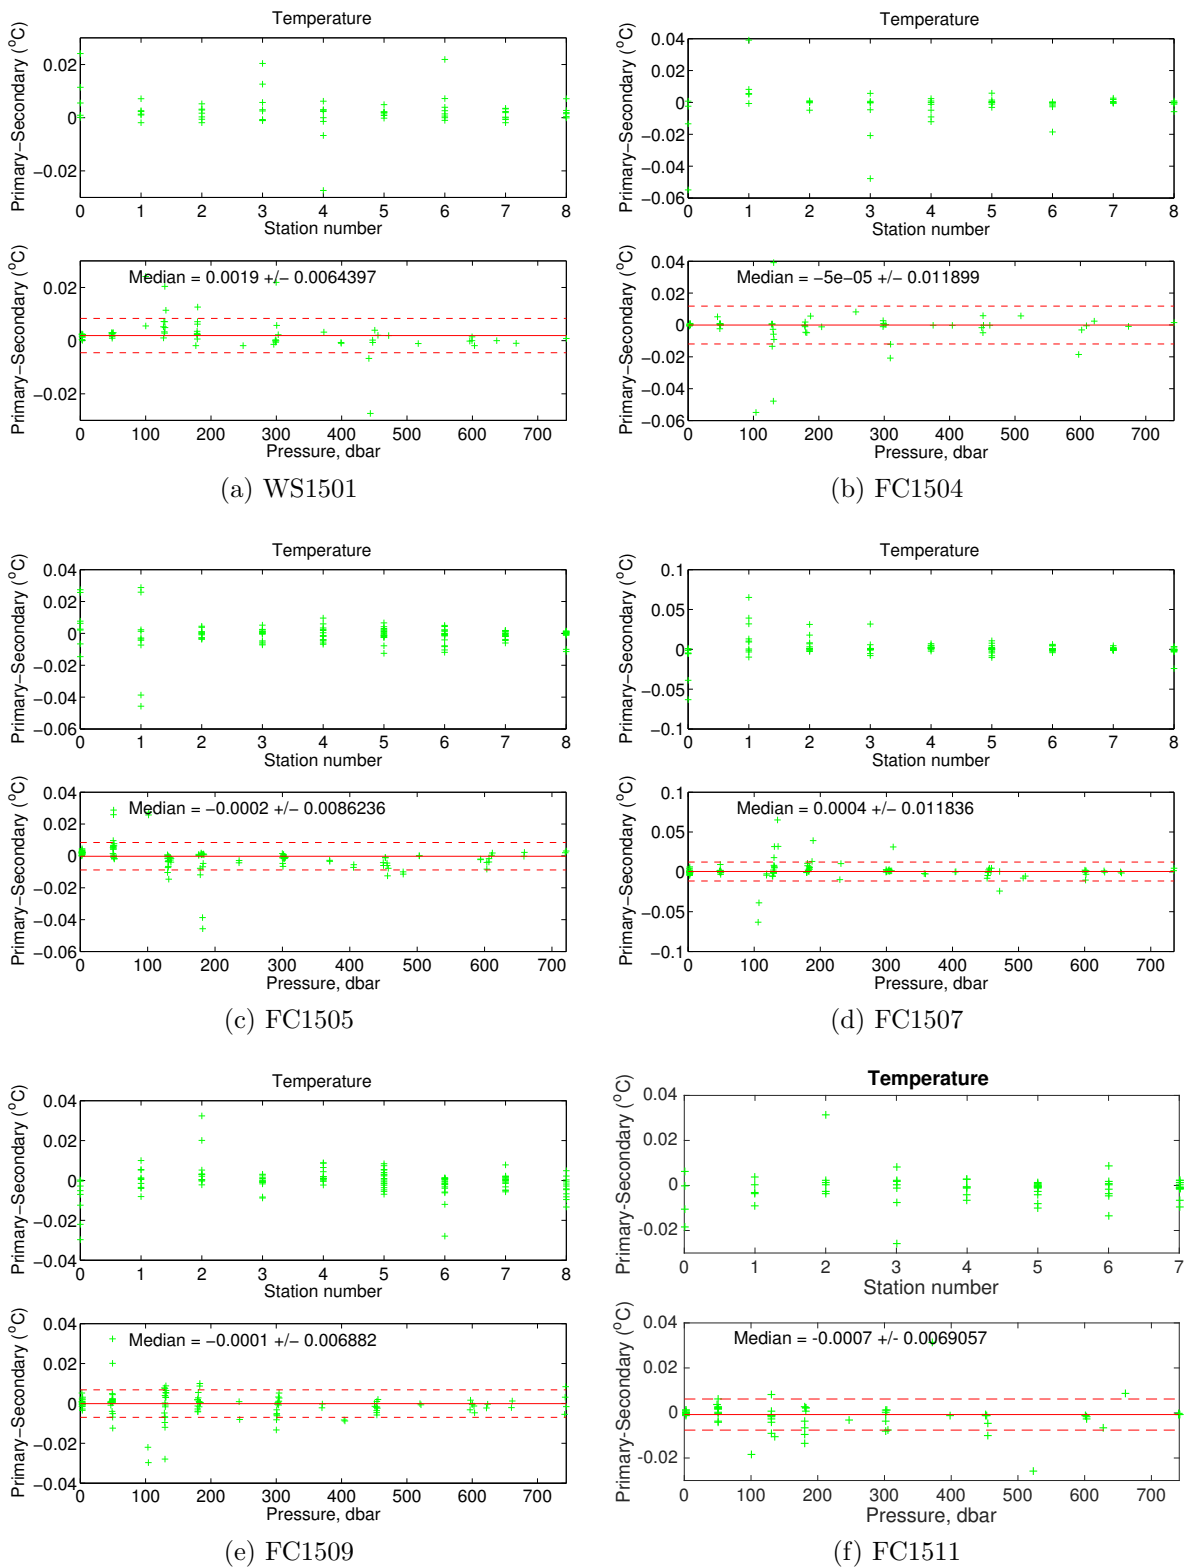 Temperature
Primary−Secondary (°C)
0.02
0
−0.02
0 1 2 3 4 5 6 7 8
Station number
Median = 0.0019 +/− 0.0064397
Primary−Secondary (°C)
0.02
0
−0.02
0 100 200 300 400 500 600 700
Pressure, dbar
(a) WS1501
Temperature
Primary−Secondary (°C)
0.04
0.02
0
−0.02
−0.04
−0.06
0 1 2 3 4 5 6 7 8
Station number
Median = −5e−05 +/− 0.011899
Primary−Secondary (°C)
0.04
0.02
0
−0.02
−0.04
−0.06
0 100 200 300 400 500 600 700
Pressure, dbar
(b) FC1504
Temperature
Primary−Secondary (°C)
0.04
0.02
0
−0.02
−0.04
−0.06
0 1 2 3 4 5 6 7 8
Station number
Median = −0.0002 +/− 0.0086236
Primary−Secondary (°C)
0.04
0.02
0
−0.02
−0.04
−0.06
0 100 200 300 400 500 600 700
Pressure, dbar
(c) FC1505
Temperature
Primary−Secondary (°C)
0.1
0.05
0
−0.05
−0.1
0 1 2 3 4 5 6 7 8
Station number
Median = 0.0004 +/− 0.011836
Primary−Secondary (°C)
0.1
0.05
0
−0.05
−0.1
0 100 200 300 400 500 600 700
Pressure, dbar
(d) FC1507
Temperature
Primary−Secondary (°C)
0.04
0.02
0
−0.02
−0.04
0 1 2 3 4 5 6 7 8
Station number
Median = −0.0001 +/− 0.006882
Primary−Secondary (°C)
0.04
0.02
0
−0.02
−0.04
0 100 200 300 400 500 600 700
Pressure, dbar
(e) FC1509
Temperature
Primary-Secondary (°C)
0.04
0.02
0
-0.02
0 1 2 3 4 5 6 7
Station number
Median = -0.0007 +/- 0.0069057
Primary-Secondary (°C)
0.04
0.02
0
-0.02
0 100 200 300 400 500 600 700
Pressure, dbar
(f) FC1511